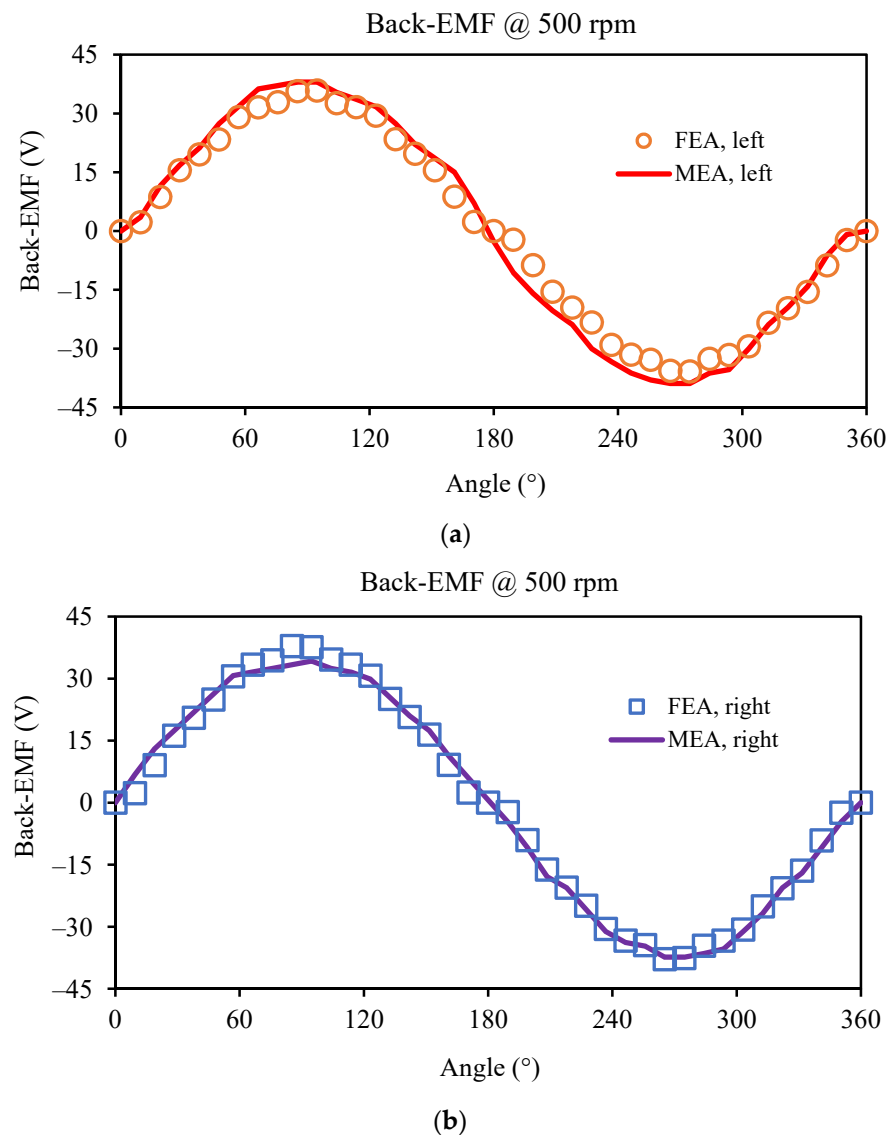 Back-EMF @ 500 rpm
45
30
15
0
–15
–30
–45
Back-EMF (V)
FEA, left
MEA, left
0 60 120 180 240 300 360
Angle (°)
(a)
Back-EMF @ 500 rpm
45
30
15
0
–15
–30
–45
Back-EMF (V)
FEA, right
MEA, right
0 60 120 180 240 300 360
Angle (°)
(b)